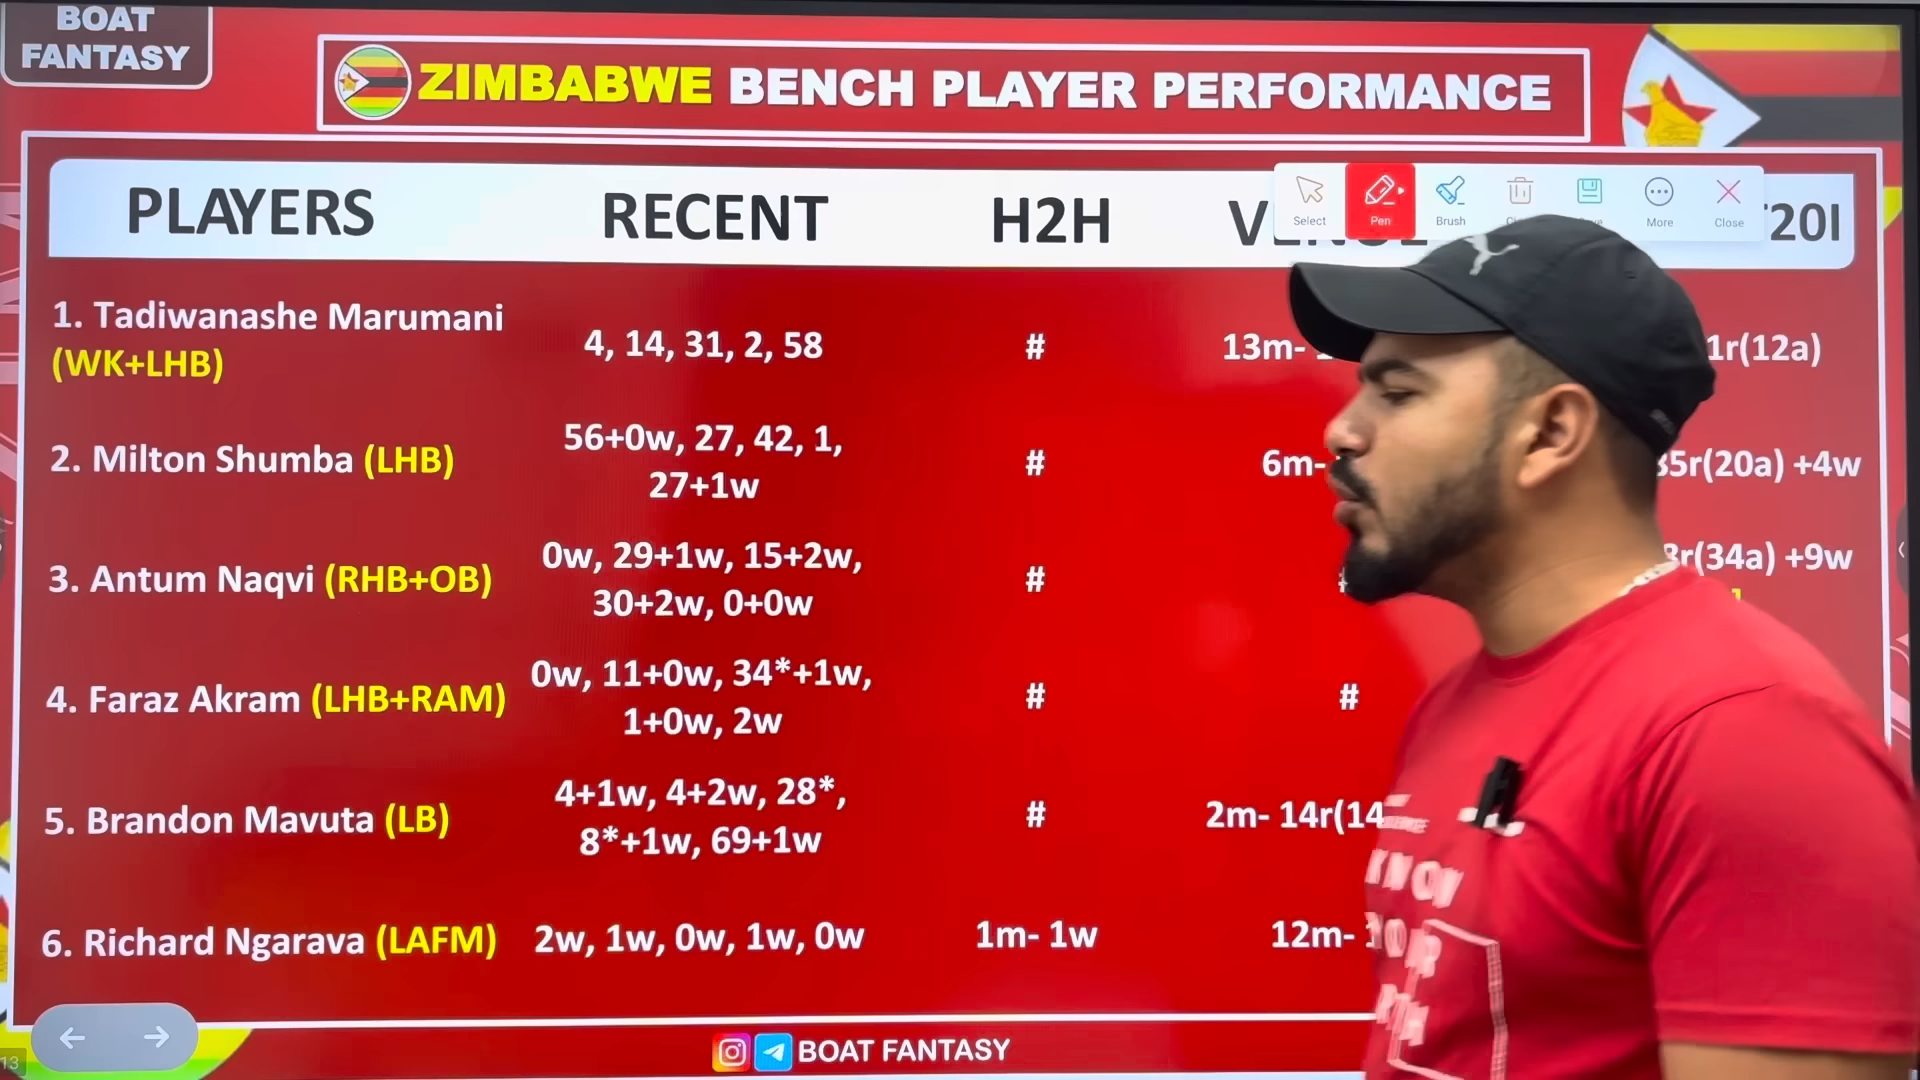 BOAT
FANTASY
ZIMBABWE BENCH PLAYER PERFORMANCE
PLAYERS RECENT H2H T20I
Select Pen Brush More Close
1. Tadiwanashe Marumani
(WK+LHB)
4, 14, 31, 2, 58 # 13m- 1r(12a)
2. Milton Shumba (LHB)
56+0w, 27, 42, 1,
27+1w
# 6m- 35r(20a) +4w
3. Antum Naqvi (RHB+OB)
0w, 29+1w, 15+2w,
30+2w, 0+0w
# r(34a) +9w
4. Faraz Akram (LHB+RAM)
0w, 11+0w, 34*+1w,
1+0w, 2w
# #
5. Brandon Mavuta (LB)
4+1w, 4+2w, 28*,
8*+1w, 69+1w
# 2m- 14r(14
6. Richard Ngarava (LAFM) 2w, 1w, 0w, 1w, 0w 1m- 1w 12m-
KNOW
YOUR
BOAT FANTASY
13